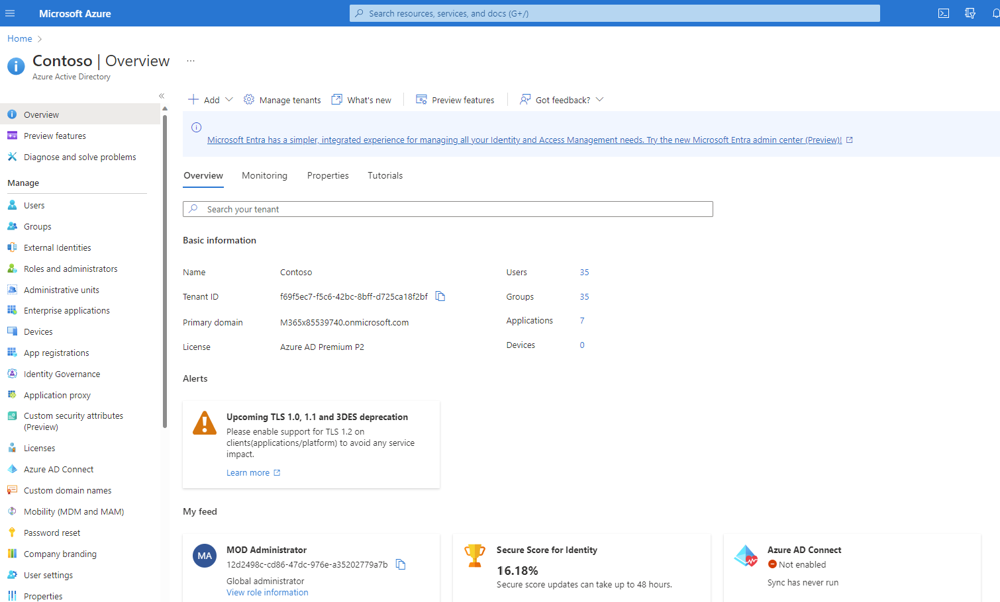 Microsoft Azure
Search resources, services, and docs (G+/)
Home
Contoso | Overview
...
Azure Active Directory
Overview
Preview features
Diagnose and solve problems
Manage
Users
Groups
External Identities
Roles and administrators
Administrative units
Enterprise applications
Devices
App registrations
Identity Governance
Application proxy
Custom security attributes
(Preview)
Licenses
Azure AD Connect
Custom domain names
Mobility (MDM and MAM)
Password reset
Company branding
User settings
Properties
Add
Manage tenants
What's new
Preview features
Got feedback?
Microsoft Entra has a simpler, integrated experience for managing all your Identity and Access Management needs. Try the new Microsoft Entra admin center (Preview)!
Overview
Monitoring
Properties
Tutorials
Search your tenant
Basic information
Name Contoso
Tenant ID f69f5ec7-f5c6-42bc-8bff-d725ca18f2bf
Primary domain M365x85539740.onmicrosoft.com
License Azure AD Premium P2
Users 35
Groups 35
Applications 7
Devices 0
Alerts
Upcoming TLS 1.0, 1.1 and 3DES deprecation
Please enable support for TLS 1.2 on
clients(applications/platform) to avoid any service
impact.
Learn more
My feed
MA
MOD Administrator
12d2498c-cd86-47dc-976e-a35202779a7b
Global administrator
View role information
Secure Score for Identity
16.18%
Secure score updates can take up to 48 hours.
Azure AD Connect
Not enabled
Sync has never run